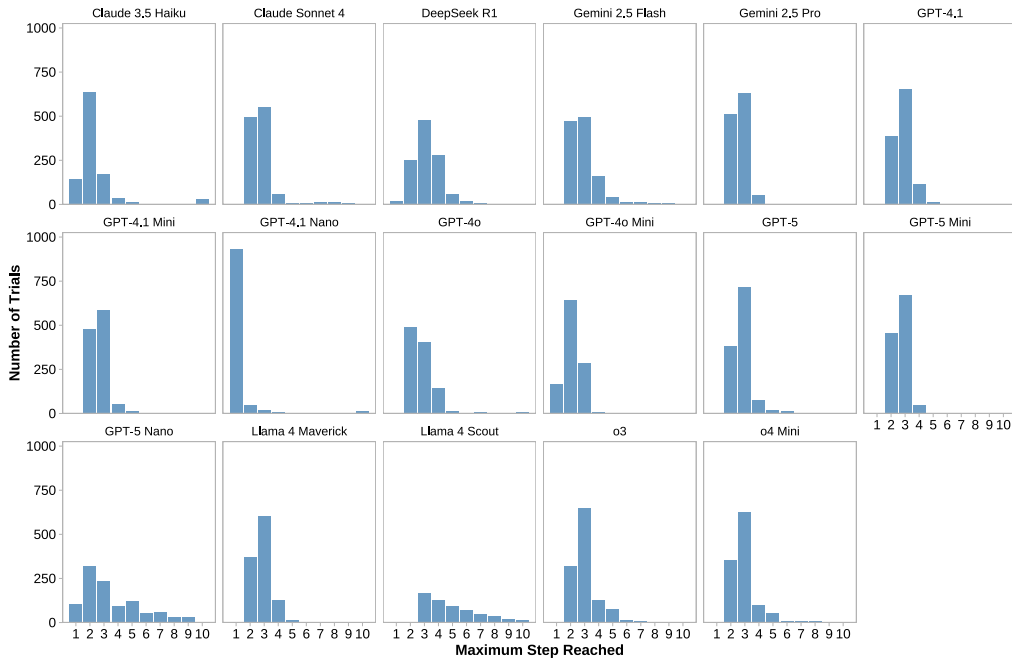 Claude 3.5 Haiku Claude Sonnet 4 DeepSeek R1 Gemini 2.5 Flash Gemini 2.5 Pro GPT-4.1
1000
750
500
250
0
GPT-4.1 Mini GPT-4.1 Nano GPT-4o GPT-4o Mini GPT-5 GPT-5 Mini
1000
750
500
250
0
1 2 3 4 5 6 7 8 9 10
Number of Trials
GPT-5 Nano Llama 4 Maverick Llama 4 Scout o3 o4 Mini
1000
750
500
250
0
1 2 3 4 5 6 7 8 9 10 1 2 3 4 5 6 7 8 9 10 1 2 3 4 5 6 7 8 9 10 1 2 3 4 5 6 7 8 9 10 1 2 3 4 5 6 7 8 9 10
Maximum Step Reached